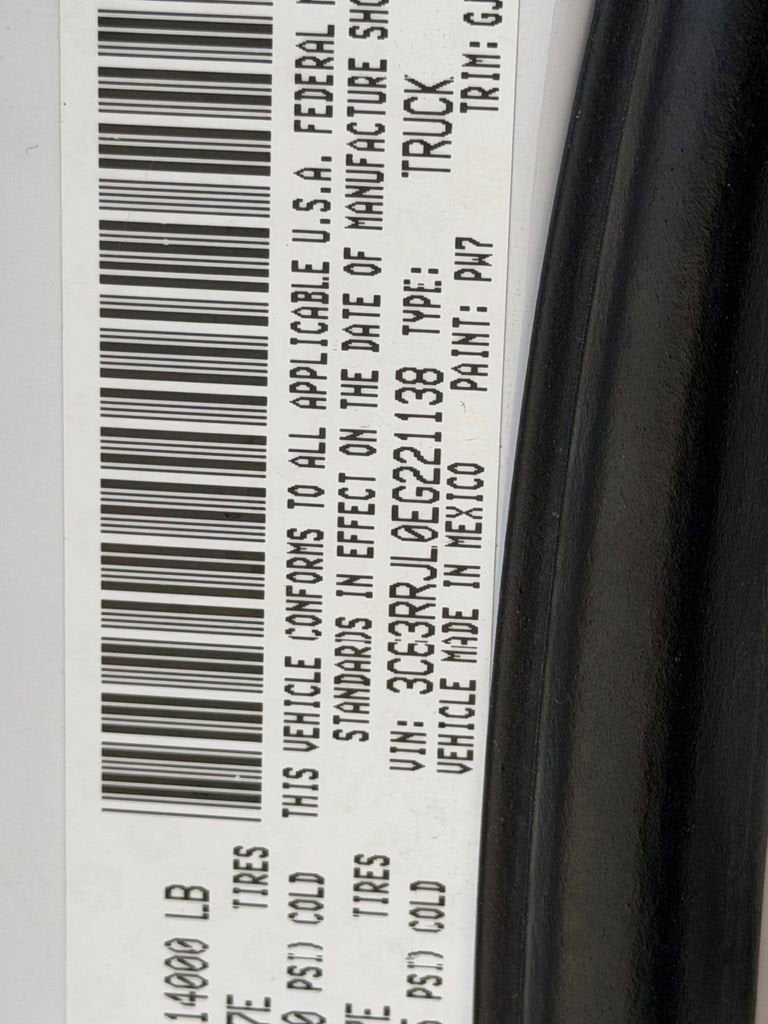 14000 LB
TIRES
PSI) COLD
TIRES
PSI) COLD
THIS VEHICLE CONFORMS TO ALL APPLICABLE U.S.A. FEDERAL
STANDARDS IN EFFECT ON THE DATE OF MANUFACTURE SHO
VIN: 3C63RRJL0EG221138 TYPE: TRUCK
VEHICLE MADE IN MEXICO PAINT: PW7 TRIM: GJ